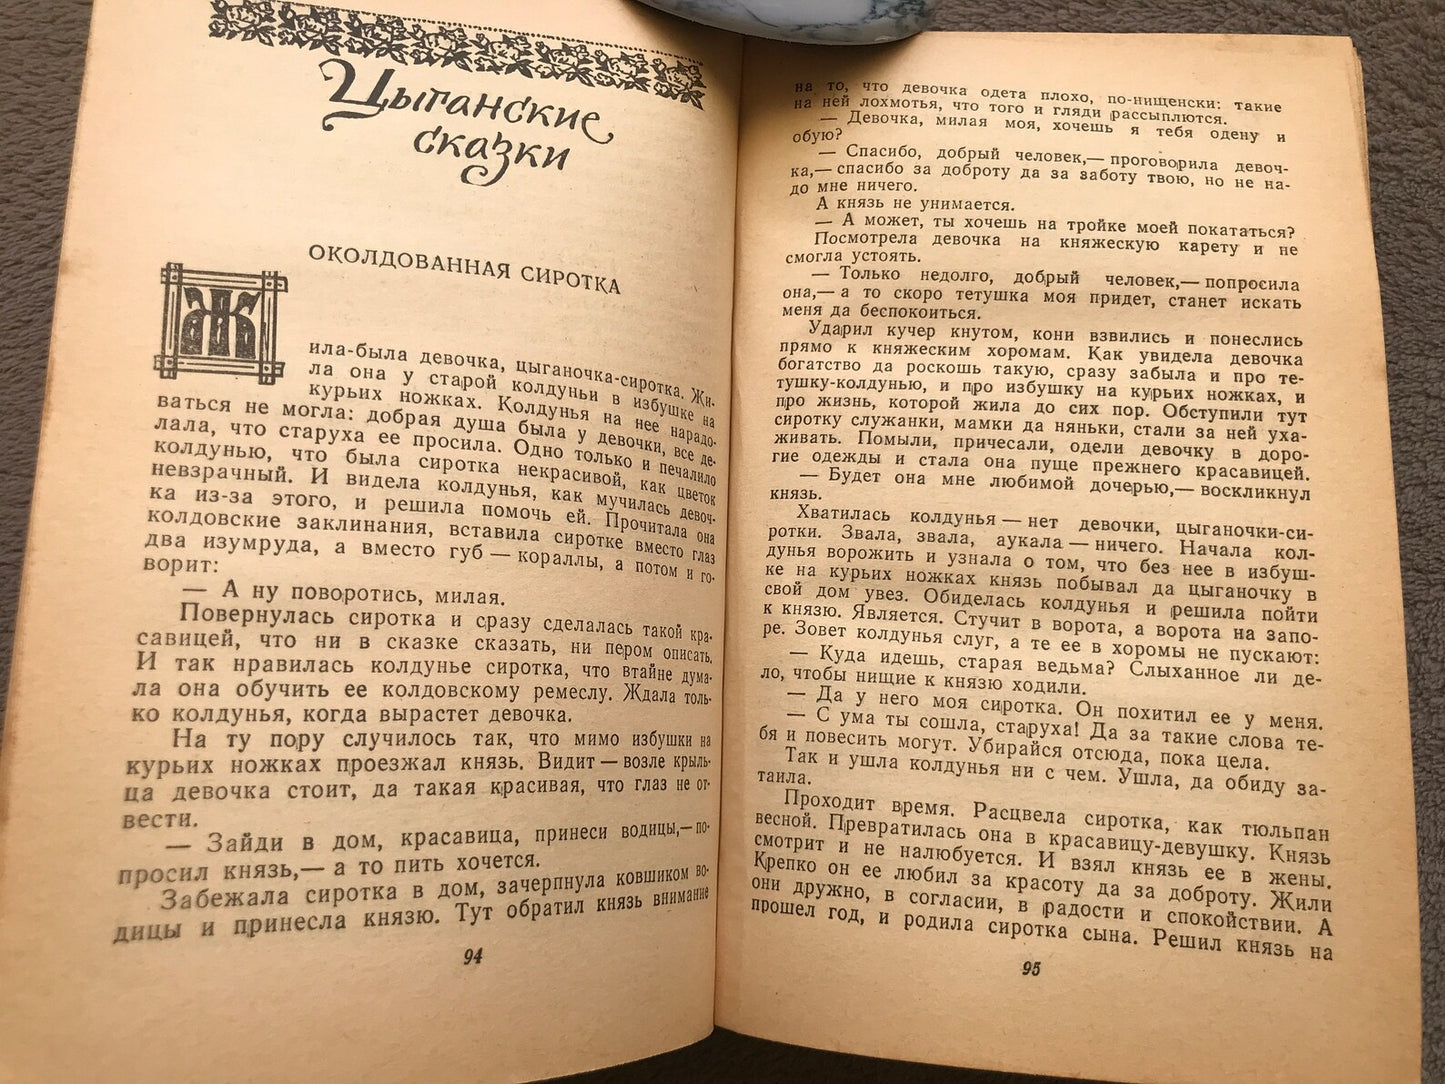 Цыганские
сказки
ОКОЛДОВАННАЯ СИРОТКА
Жила-была девочка, цыганочка-сиротка. Жи-
ла она у старой колдуньи в избушке на
курьих ножках. Колдунья на нее нарадо-
ваться не могла: добрая душа была у девочки, все де-
лала, что старуха ее просила. Одно только и печалило
колдунью, что была сиротка некрасивой, как цветок
невзрачный. И видела колдунья, как мучилась девоч-
ка из-за этого, и решила помочь ей. Прочитала она
колдовские заклинания, вставила сиротке вместо глаз
два изумруда, а вместо губ — кораллы, а потом и го-
ворит:
— А ну поворотись, милая.
Повернулась сиротка и сразу сделалась такой кра-
савицей, что ни в сказке сказать, ни пером описать.
И так нравилась колдунье сиротка, что втайне дума-
ла она обучить ее колдовскому ремеслу. Ждала толь-
ко колдунья, когда вырастет девочка.
На ту пору случилось так, что мимо избушки на
курьих ножках проезжал князь. Видит — возле крыль-
ца девочка стоит, да такая красивая, что глаз не от-
вести.
— Зайди в дом, красавица, принеси водицы,— по-
просил князь,— а то пить хочется.
Забежала сиротка в дом, зачерпнула ковшиком во-
дицы и принесла князю. Тут обратил князь внимание
94
на то, что девочка одета плохо, по-нищенски: такие
на ней лохмотья, что того и гляди рассыплются.
— Девочка, милая моя, хочешь я тебя одену и
обую?
— Спасибо, добрый человек,— проговорила девоч-
ка,— спасибо за доброту да за заботу твою, но не на-
до мне ничего.
А князь не унимается.
— А может, ты хочешь на тройке моей покататься?
Посмотрела девочка на княжескую карету и не
смогла устоять.
— Только недолго, добрый человек,— попросила
она,— а то скоро тетушка моя придет, станет искать
меня да беспокоиться.
Ударил кучер кнутом, кони взвились и понеслись
прямо к княжеским хоромам. Как увидела девочка
богатство да роскошь такую, сразу забыла и про те-
тушку-колдунью, и про избушку на курьих ножках, и
про жизнь, которой жила до сих пор. Обступили тут
сиротку служанки, мамки да няньки, стали за ней уха-
живать. Помыли, причесали, одели девочку в доро-
гие одежды и стала она пуще прежнего красавицей.
— Будет она мне любимой дочерью,— воскликнул
князь.
Хватилась колдунья — нет девочки, цыганочки-си-
ротки. Звала, звала, аукала — ничего. Начала кол-
дунья ворожить и узнала о том, что без нее в избуш-
ке на курьих ножках князь побывал да цыганочку в
свой дом увез. Обиделась колдунья и решила пойти
к князю. Является. Стучит в ворота, а ворота на запо-
ре. Зовет колдунья слуг, а те ее в хоромы не пускают:
— Куда идешь, старая ведьма? Слыханное ли де-
ло, чтобы нищие к князю ходили.
— Да у него моя сиротка. Он похитил ее у меня.
— С ума ты сошла, старуха! Да за такие слова те-
бя и повесить могут. Убирайся отсюда, пока цела.
Так и ушла колдунья ни с чем. Ушла, да обиду за-
таила.
Проходит время. Расцвела сиротка, как тюльпан
весной. Превратилась она в красавицу-девушку. Князь
смотрит и не налюбуется. И взял князь ее в жены.
Крепко он ее любил за красоту да за доброту. Жили
они дружно, в согласии, в радости и спокойствии. А
прошел год, и родила сиротка сына. Решил князь на
95